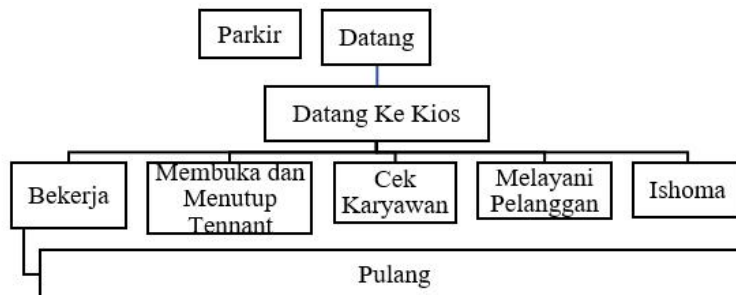 Parkir
Datang
Datang Ke Kios
Bekerja
Membuka dan
Menutup
Tennant
Cek
Karyawan
Melayani
Pelanggan
Ishoma
Pulang